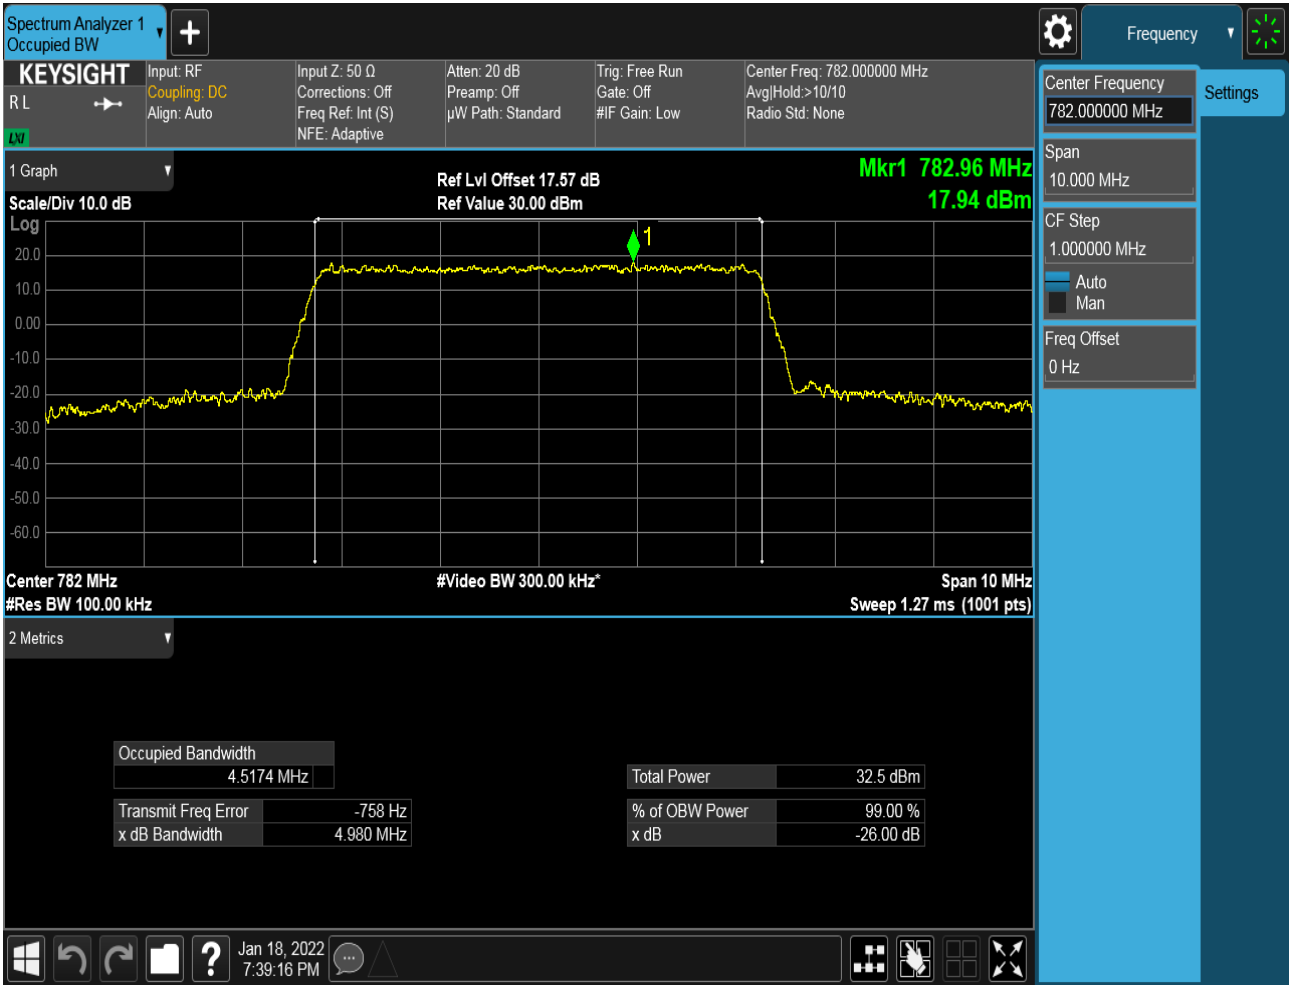 Spectrum Analyzer 1
Occupied BW
Frequency
KEYSIGHT
R L
LXI
Input: RF
Coupling: DC
Align: Auto
Input Z: 50 Ω
Corrections: Off
Freq Ref: Int (S)
NFE: Adaptive
Atten: 20 dB
Preamp: Off
µW Path: Standard
Trig: Free Run
Gate: Off
#IF Gain: Low
Center Freq: 782.000000 MHz
Avg|Hold:>10/10
Radio Std: None
Center Frequency
782.000000 MHz
Settings
Span
10.000 MHz
CF Step
1.000000 MHz
Auto
Man
Freq Offset
0 Hz
1 Graph
Scale/Div 10.0 dB
Log
Ref Lvl Offset 17.57 dB
Ref Value 30.00 dBm
Mkr1 782.96 MHz
17.94 dBm
1
20.0
10.0
0.00
-10.0
-20.0
-30.0
-40.0
-50.0
-60.0
Center 782 MHz
#Res BW 100.00 kHz
#Video BW 300.00 kHz*
Span 10 MHz
Sweep 1.27 ms (1001 pts)
2 Metrics
Occupied Bandwidth
4.5174 MHz
Transmit Freq Error -758 Hz
x dB Bandwidth 4.980 MHz
Total Power 32.5 dBm
% of OBW Power 99.00 %
x dB -26.00 dB
?
Jan 18, 2022
7:39:16 PM